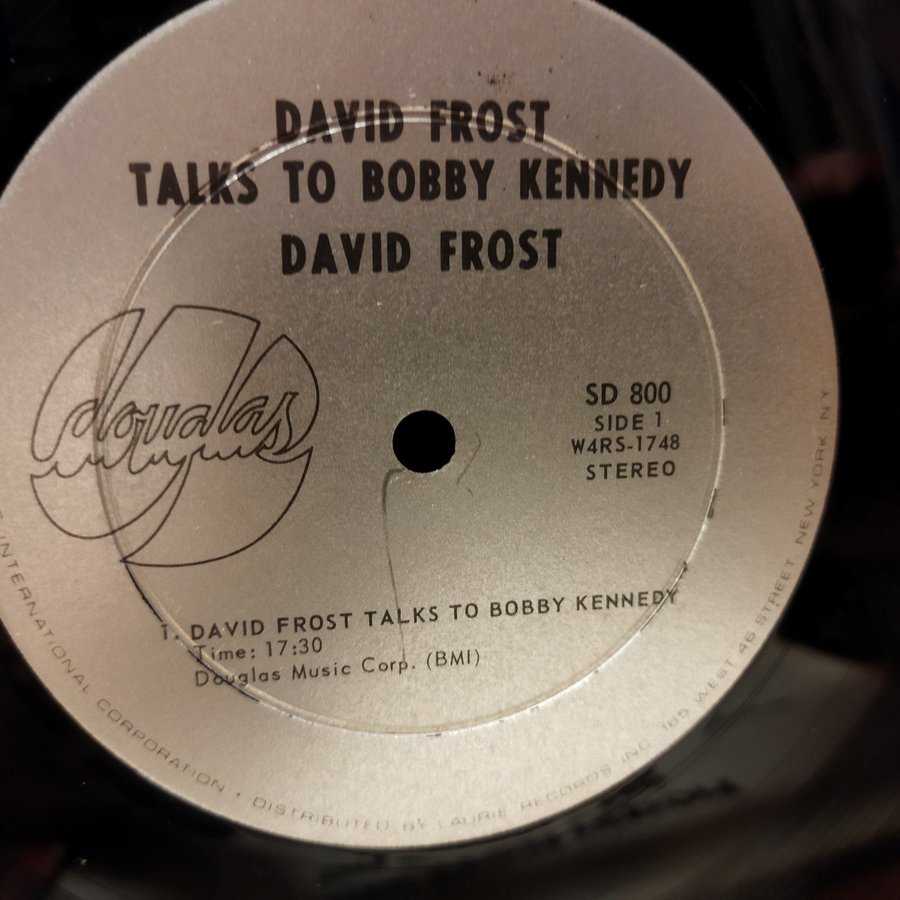 DAVID FROST
TALKS TO BOBBY KENNEDY
DAVID FROST
douglas
SD 800
SIDE 1
W4RS-1748
STEREO
1. DAVID FROST TALKS TO BOBBY KENNEDY
Time: 17:30
Douglas Music Corp. (BMI)
INTERNATIONAL CORPORATION • DISTRIBUTED BY LAURIE RECORDS INC. 165 WEST 46 STREET, NEW YORK NY